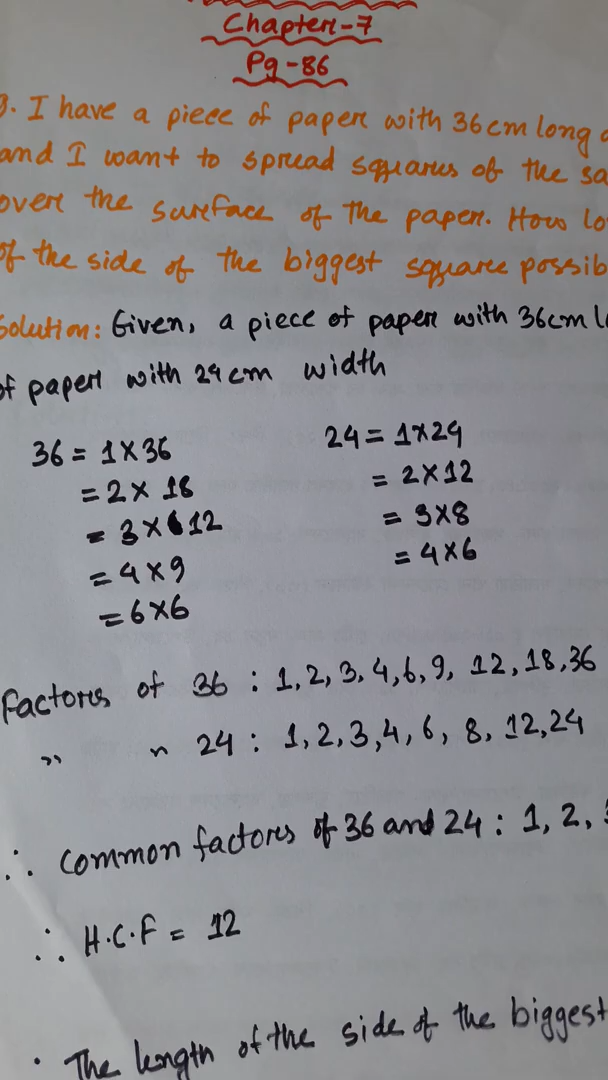 Chapter-7
Pg-86
3. I have a piece of paper with 36cm long
and I want to spread squares of the sa
over the surface of the paper. How lo
of the side of the biggest square possib
Solution: Given, a piece of paper with 36cm l
of paper with 24cm width
36 = 1×36
= 2× 18
= 3×12
= 4×9
= 6×6
24 = 1×24
= 2×12
= 3×8
= 4×6
Factors of 36 : 1, 2, 3, 4, 6, 9, 12, 18, 36
" " 24 : 1, 2, 3, 4, 6, 8, 12, 24
∴ Common factors of 36 and 24 : 1, 2,
∴ H.C.F = 12
The length of the side of the biggest